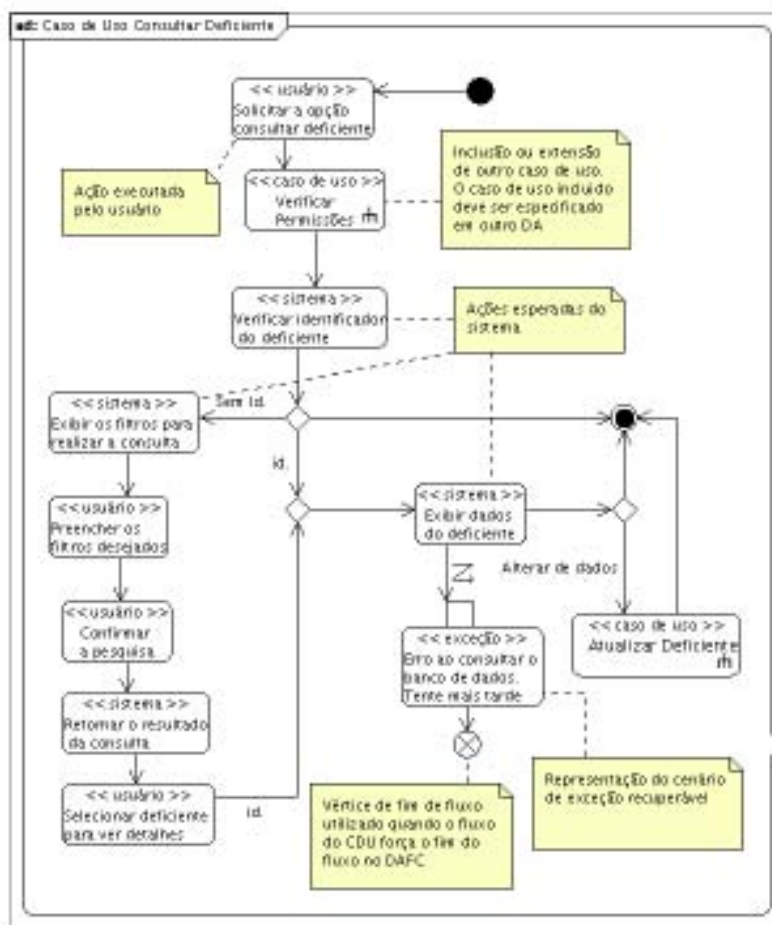 ad: Caso de Uso Consultar Deficiente
<< usuário >>
Solicitar a opção
consultar deficiente
Ação executada
pelo usuário
<< caso de uso >>
Verificar
Permissões
Inclusão ou extensão
de outro caso de uso.
O caso de uso incluido
deve ser especificado
em outro DA
<< sistema >>
Verificar identificador
do deficiente
Ações esperadas do
sistema
<< sistema >>
Exibir os filtros para
realizar a consulta
Sem id.
id.
<< usuário >>
Preencher os
filtros desejados
<< sistema >>
Exibir dados
do deficiente
Alterar de dados
<< usuário >>
Confirmar
a pesquisa
<< exceção >>
Erro ao consultar o
banco de dados.
Tente mais tarde
<< caso de uso >>
Atualizar Deficiente
<< sistema >>
Retornar o resultado
da consulta
<< usuário >>
Selecionar deficiente
para ver detalhes
id.
Vértice de fim de fluxo
utilizado quando o fluxo
do CDU força o fim do
fluxo no DAFC
Representação do cenário
de exceção recuperável